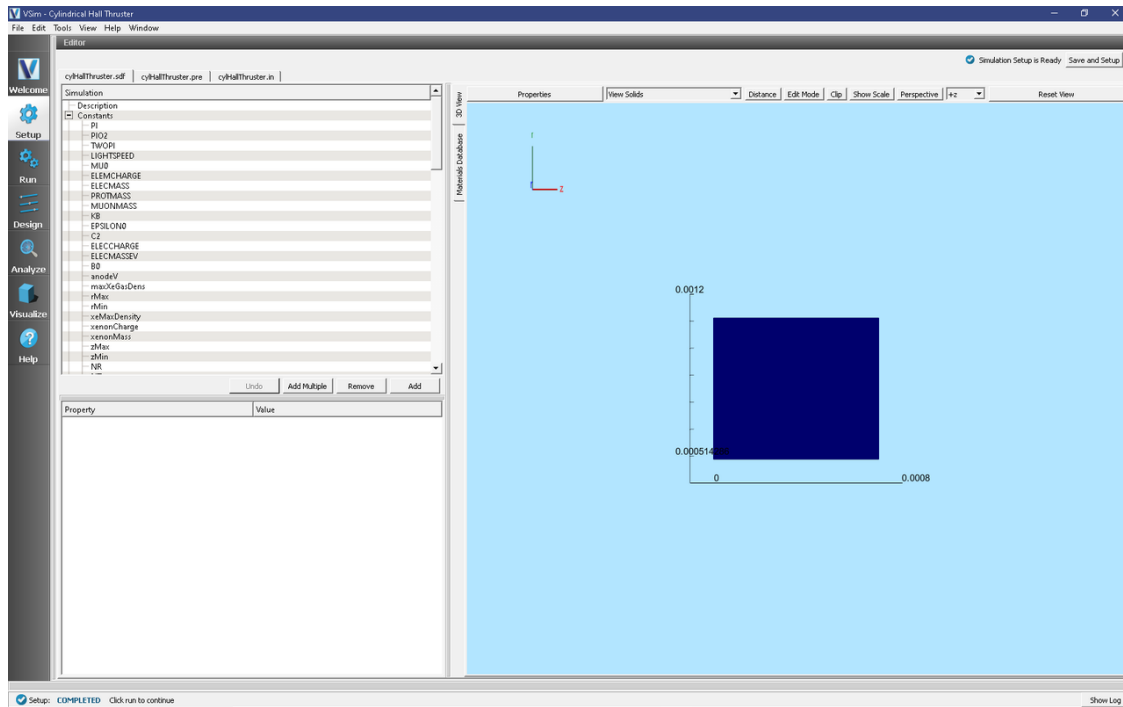 VSim - Cylindrical Hall Thruster
File Edit Tools View Help Window
Editor
Simulation Setup is Ready Save and Setup
cylHallThruster.sdf cylHallThruster.pre cylHallThruster.in
Welcome
Setup
Run
Design
Analyze
Visualize
Help
Simulation
Description
Constants
PI
PIO2
TWOPI
LIGHTSPEED
MU0
ELEMCHARGE
ELECMASS
PROTMASS
MUONMASS
KB
EPSILON0
C2
ELECCHARGE
ELECMASSEV
B0
anodeV
maxXeGasDens
rMax
rMin
xeMaxDensity
xenonCharge
xenonMass
zMax
zMin
NR
Undo Add Multiple Remove Add
Property Value
3D View
Materials Database
Properties View Solids Distance Edit Mode Clip Show Scale Perspective +z Reset View
Z
0.0012
0.000514
0 0.0008
Setup: COMPLETED Click run to continue
Show Log